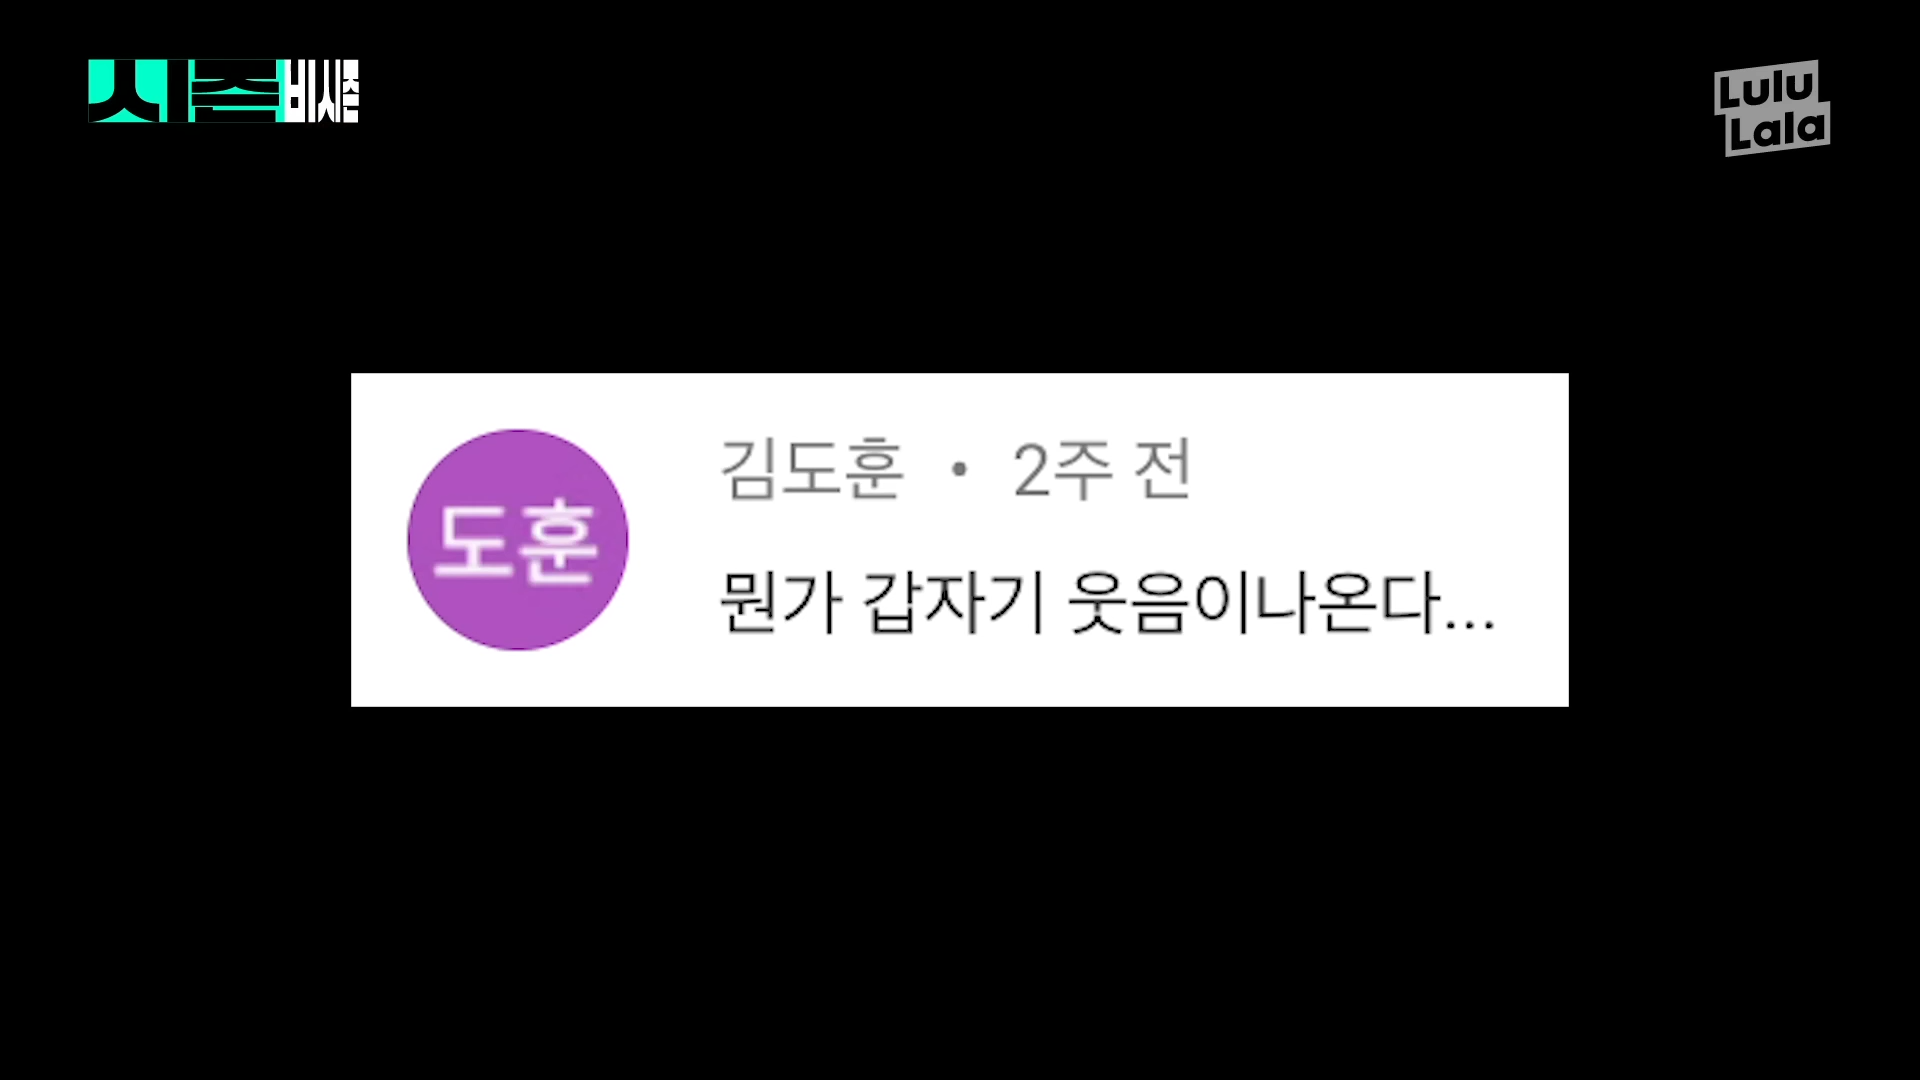 시즌비시즌
Lulu
Lala
도훈
김도훈 • 2주 전
뭔가 갑자기 웃음이나온다...